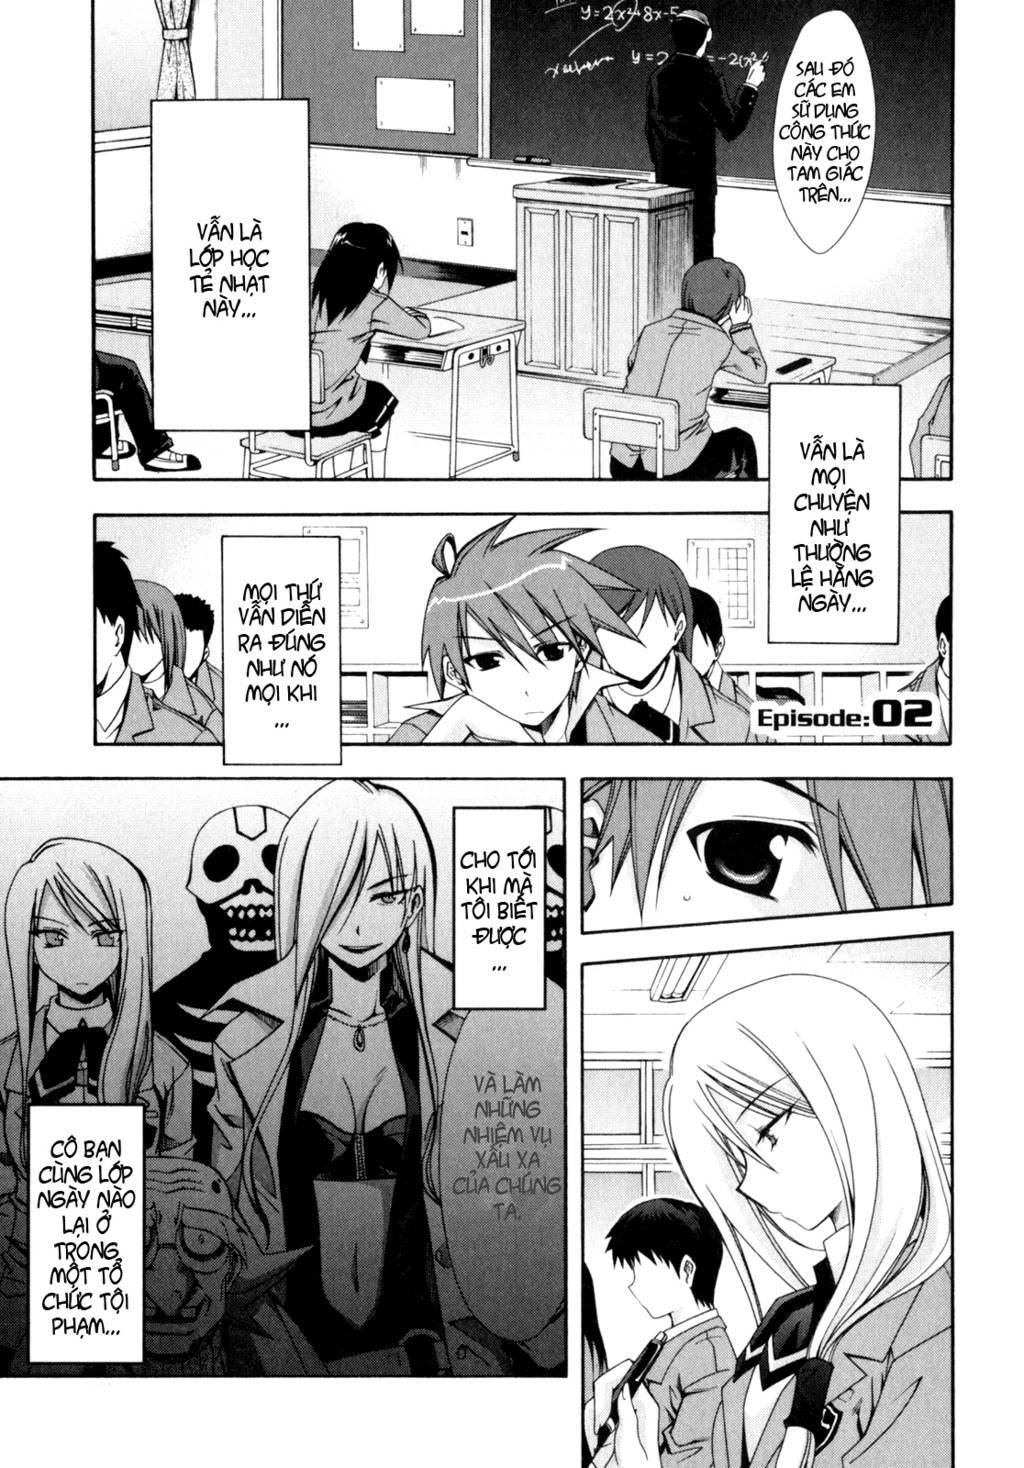 y=2x²-8x-5
SAU ĐÓ
CÁC EM
SỬ DỤNG
CÔNG THỨC
NÀY CHO
TAM GIÁC
TRÊN...
VẪN LÀ
LỚP HỌC
TẺ NHẠT
NÀY...
VẪN LÀ
MỌI
CHUYỆN
NHƯ
THƯỜNG
LỆ HÀNG
NGÀY...
MỌI THỨ
VẪN DIỄN
RA ĐÚNG
NHƯ NÓ
MỌI KHI
...
Episode:02
CHO TỚI
KHI MÀ
TÔI BIẾT
ĐƯỢC
...
VÀ LÀM
NHỮNG
NHIỆM VỤ
XẤU XA
CỦA CHÚNG
TA.
CÔ BẠN
CÙNG LỚP
NGÀY NÀO
LẠI Ở
TRONG
MỘT TỔ
CHỨC TỘI
PHẠM...